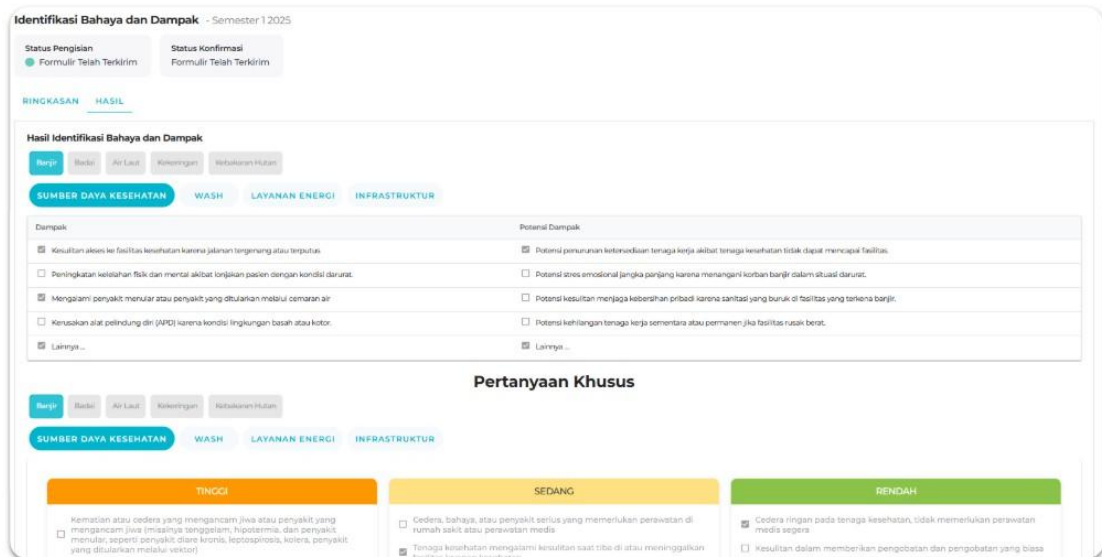 Identifikasi Bahaya dan Dampak - Semester 1 2025
Status Pengisian
Formulir Telah Terkirim
Status Konfirmasi
Formulir Telah Terkirim
RINGKASAN HASIL
Hasil Identifikasi Bahaya dan Dampak
Banjir Badai Air Laut Kekeringan Kebakaran Hutan
SUMBER DAYA KESEHATAN WASH LAYANAN ENERGI INFRASTRUKTUR
Dampak Potensi Dampak
Kesulitan akses ke fasilitas kesehatan karena jalanan tergenang atau terputus. Potensi penurunan ketersediaan tenaga kerja akibat tenaga kesehatan tidak dapat mencapai fasilitas.
Peningkatan kelelahan fisik dan mental akibat lonjakan pasien dengan kondisi darurat. Potensi stres emosional jangka panjang karena menangani korban banjir dalam situasi darurat.
Mengalami penyakit menular atau penyakit yang ditularkan melalui cemaran air Potensi kesulitan menjaga kebersihan pribadi karena sanitasi yang buruk di fasilitas yang terkena banjir.
Kerusakan alat pelindung diri (APD) karena kondisi lingkungan basah atau kotor. Potensi kehilangan tenaga kerja sementara atau permanen jika fasilitas rusak berat.
Lainnya ... Lainnya ...
Pertanyaan Khusus
Banjir Badai Air Laut Kekeringan Kebakaran Hutan
SUMBER DAYA KESEHATAN WASH LAYANAN ENERGI INFRASTRUKTUR
TINGGI
Kematian atau cedera yang mengancam jiwa atau penyakit yang
mengancam jiwa (misalnya tenggelam, hipotermia, dan penyakit
menular, seperti penyakit diare kronis, leptospirosis, kolera, penyakit
yang ditularkan melalui vektor)
SEDANG
Cedera, bahaya, atau penyakit serius yang memerlukan perawatan di
rumah sakit atau perawatan medis
Tenaga kesehatan mengalami kesulitan saat tiba di atau meninggalkan
RENDAH
Cedera ringan pada tenaga kesehatan, tidak memerlukan perawatan
medis segera
Kesulitan dalam memberikan pengobatan dan pengobatan yang biasa